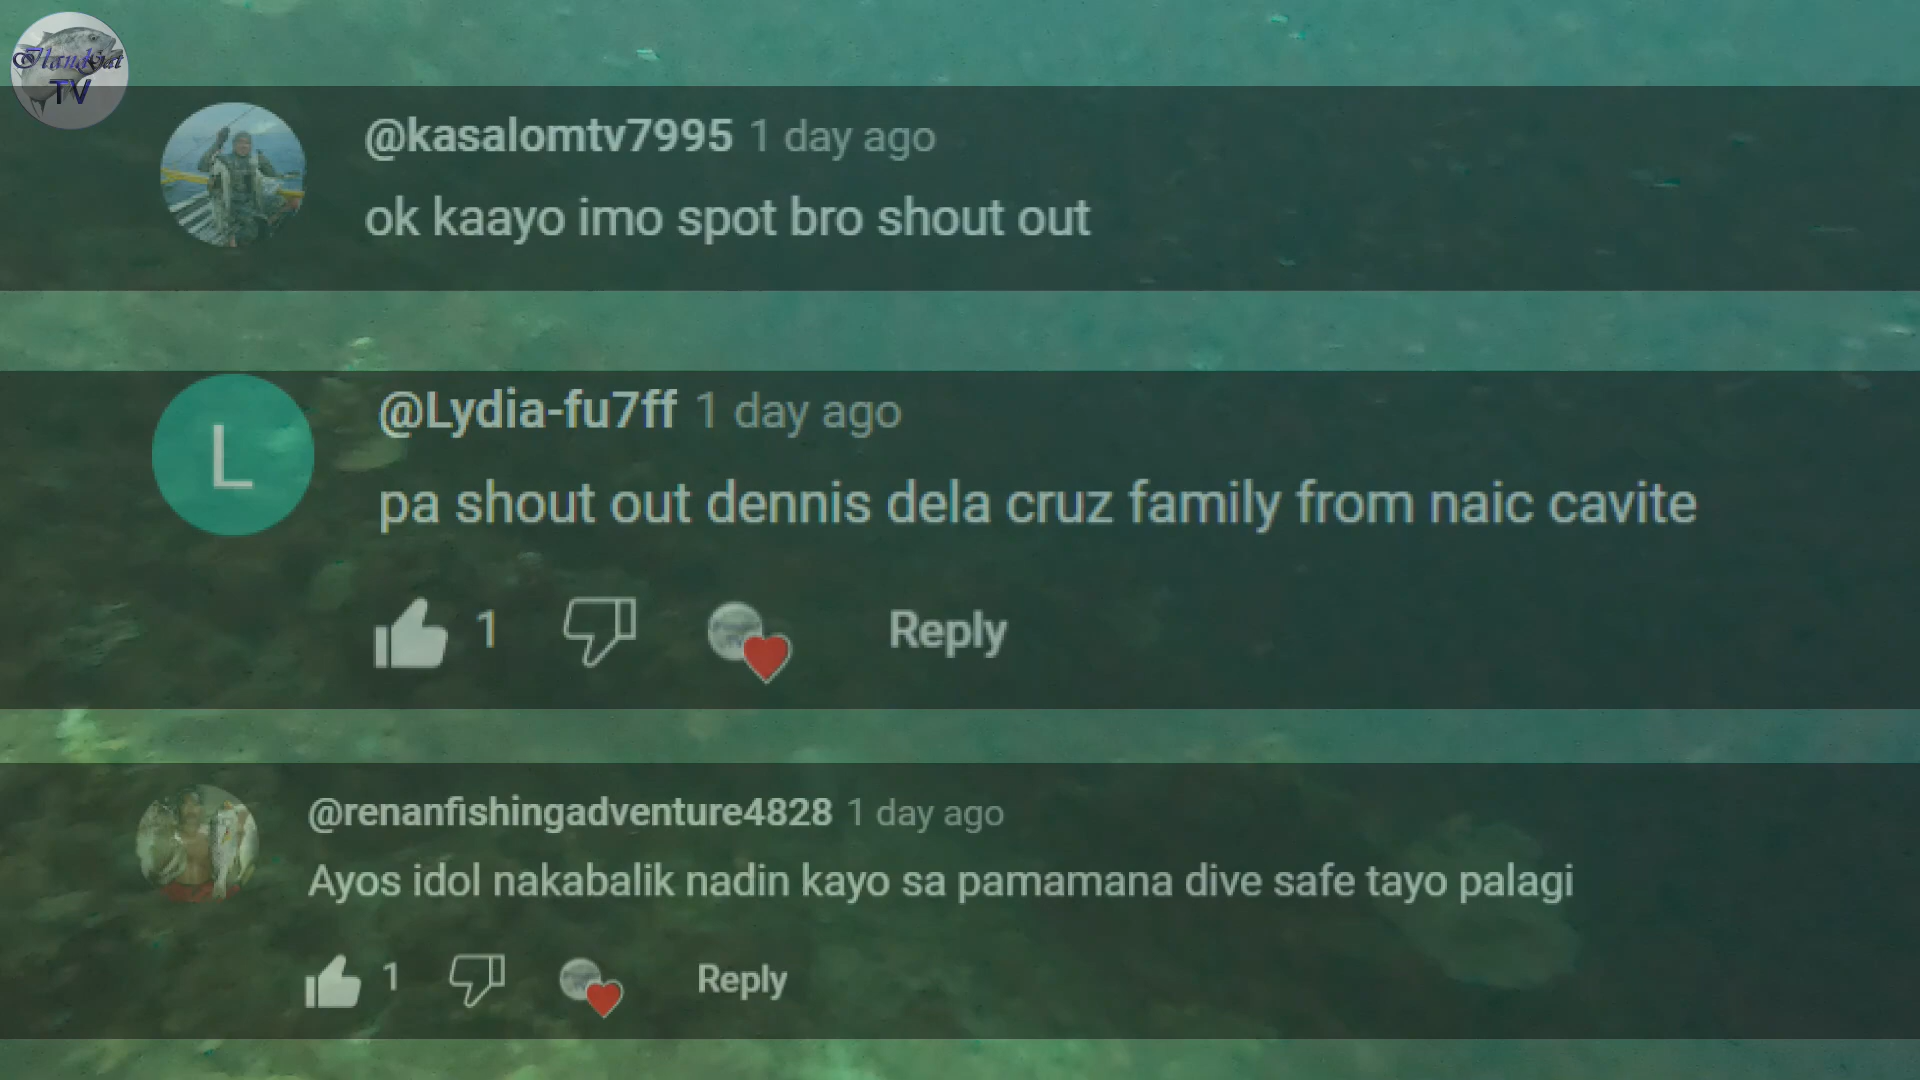 TV
@kasalomtv7995 1 day ago
ok kaayo imo spot bro shout out
L
@Lydia-fu7ff 1 day ago
pa shout out dennis dela cruz family from naic cavite
1 Reply
@renanfishingadventure4828 1 day ago
Ayos idol nakabalik nadin kayo sa pamamana dive safe tayo palagi
1 Reply